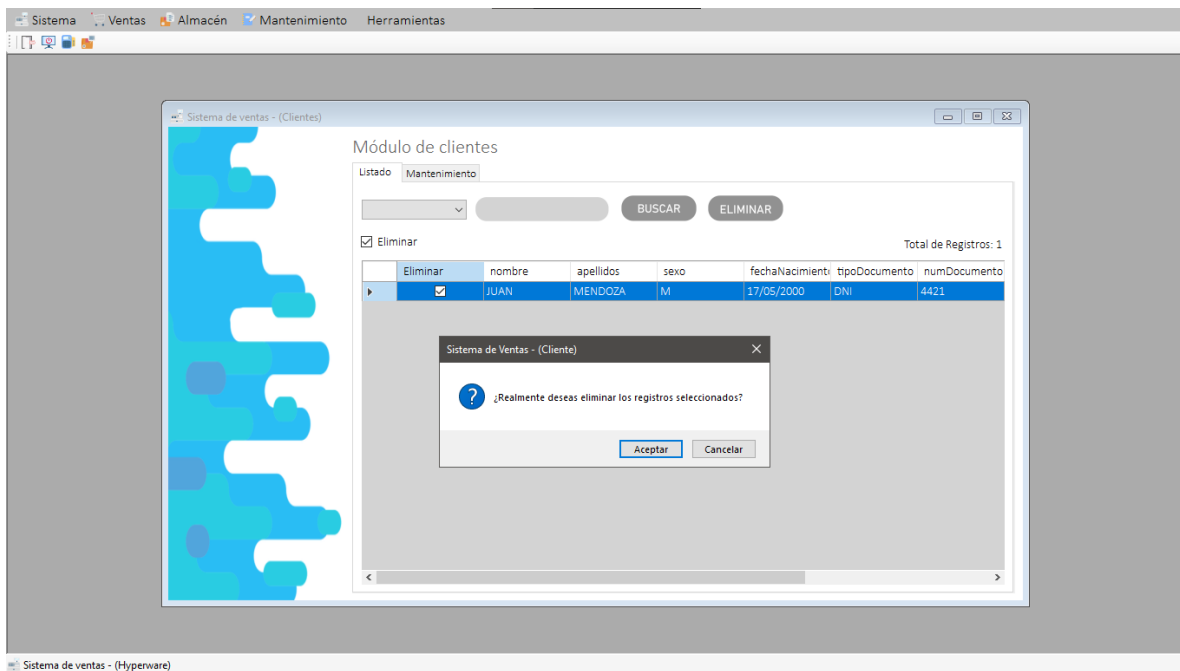 Sistema Ventas Almacén Mantenimiento Herramientas
Sistema de ventas - (Clientes)
Módulo de clientes
Listado Mantenimiento
BUSCAR ELIMINAR
Eliminar
Total de Registros: 1
Eliminar nombre apellidos sexo fechaNacimient tipoDocumento numDocumento
JUAN MENDOZA M 17/05/2000 DNI 4421
Sistema de Ventas - (Cliente)
¿Realmente deseas eliminar los registros seleccionados?
Aceptar Cancelar
Sistema de ventas - (Hyperware)